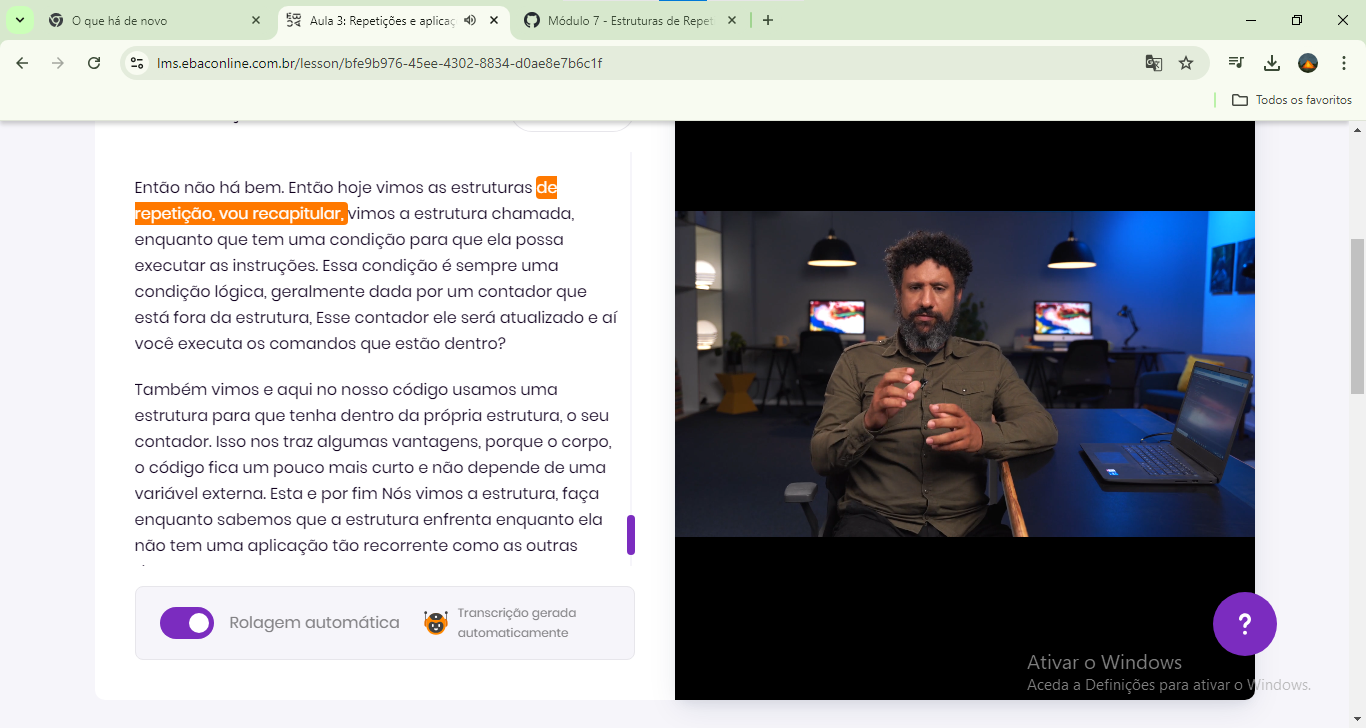 O que há de novo
Aula 3: Repetições e aplicaç
Módulo 7 - Estruturas de Repet
lms.ebaconline.com.br/lesson/bfe9b976-45ee-4302-8834-d0ae8e7b6c1f
Todos os favoritos
Então não há bem. Então hoje vimos as estruturas de
repetição, vou recapitular, vimos a estrutura chamada,
enquanto que tem uma condição para que ela possa
executar as instruções. Essa condição é sempre uma
condição lógica, geralmente dada por um contador que
está fora da estrutura, Esse contador ele será atualizado e aí
você executa os comandos que estão dentro?
Também vimos e aqui no nosso código usamos uma
estrutura para que tenha dentro da própria estrutura, o seu
contador. Isso nos traz algumas vantagens, porque o corpo,
o código fica um pouco mais curto e não depende de uma
variável externa. Esta e por fim Nós vimos a estrutura, faça
enquanto sabemos que a estrutura enfrenta enquanto ela
não tem uma aplicação tão recorrente como as outras
Rolagem automática
Transcrição gerada
automaticamente
?
Ativar o Windows
Aceda a Definições para ativar o Windows.